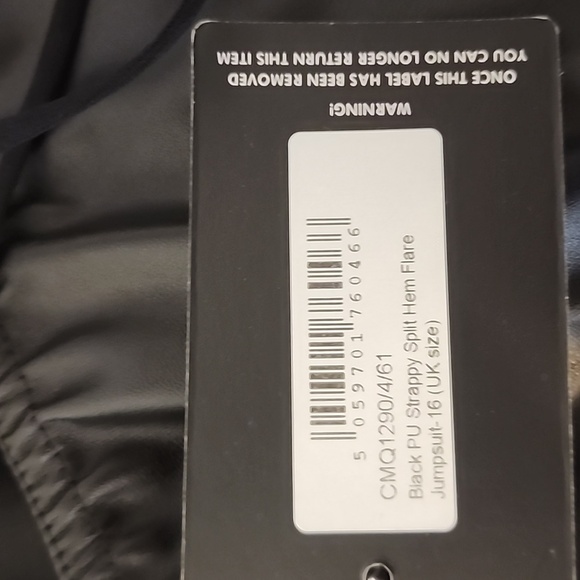 WARNING!
ONCE THIS LABEL HAS BEEN REMOVED
YOU CAN NO LONGER RETURN THIS ITEM
5 059701 760466
CMQ1290/4/61
Black PU Strappy Split Hem Flare
Jumpsuit- 16 (UK size)